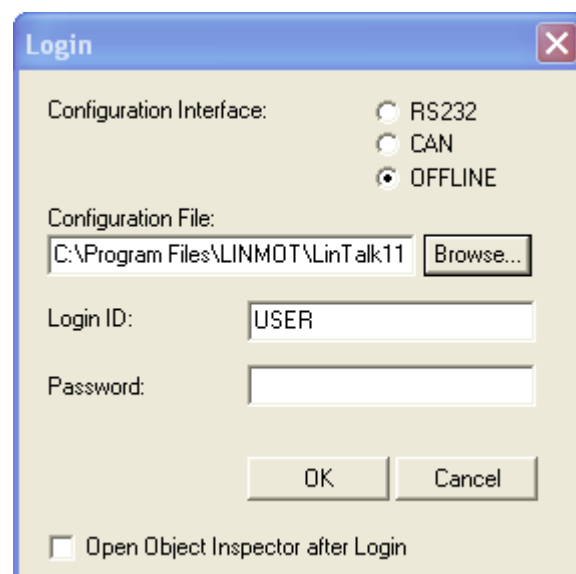 Login
Configuration Interface:
RS232
CAN
OFFLINE
Configuration File:
C:\Program Files\LINMOT\LinTalk11
Browse...
Login ID:
USER
Password:
OK
Cancel
Open Object Inspector after Login